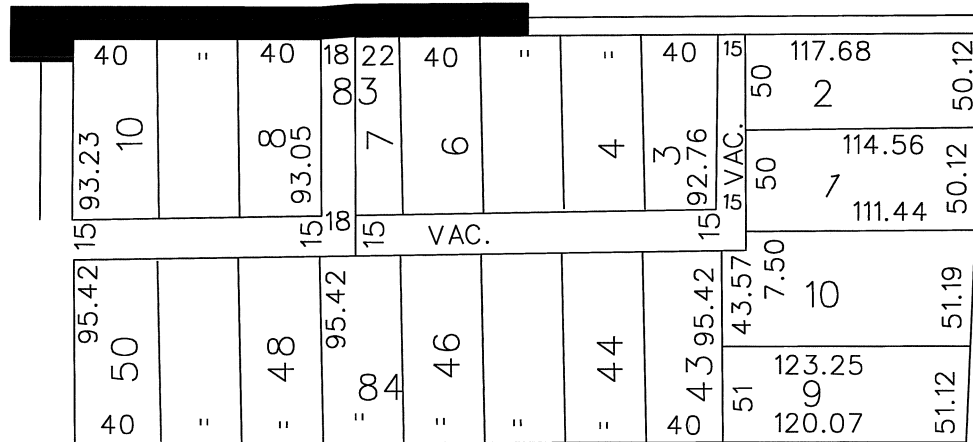 40 " 40 18 22 40 " " 40 15 117.68
83 50 2 50.12
93.23 10 8 93.05 7 6 4 3 92.76 VAC. 114.56
50 1 50.12
15 111.44
15 15 18 15 VAC. 15
95.42 95.42 95.42 43.57 7.50 10 51.19
50 48 46 44 43 123.25
84 51 9 51.12
40 " " " " " " 40 120.07